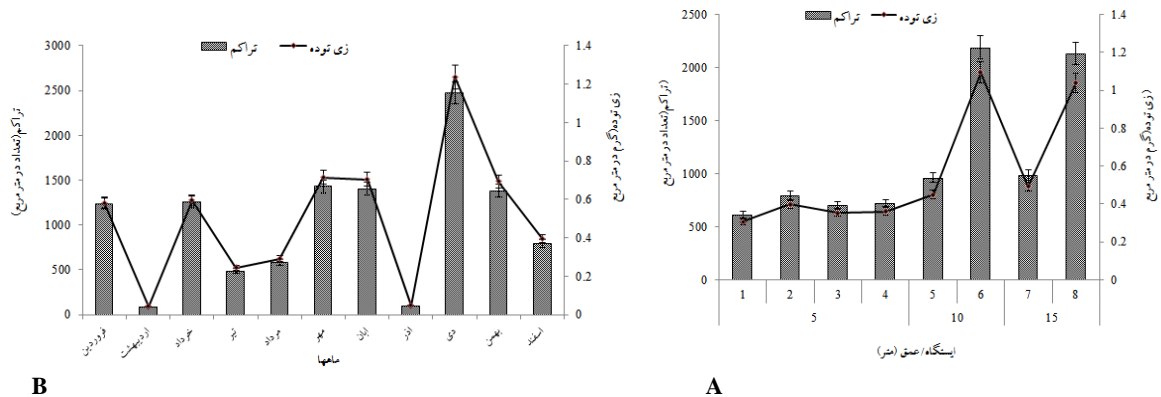 تراکم
زی توده
3000
2500
2000
1500
1000
500
0
1.4
1.2
1
0.8
0.6
0.4
0.2
0
تراکم(تعداد در متر مربع)
زی توده(گرم در متر مربع
فروردین
اردیبهشت
خرداد
تیر
مرداد
مهر
ابان
اذر
دی
بهمن
اسفند
ماهها
B
تراکم
زی توده
2500
2000
1500
1000
500
0
1.4
1.2
1
0.8
0.6
0.4
0.2
0
تراکم(تعداد در متر مربع)
(زی توده(گرم در متر مربع
1 2 3 4 5 6 7 8
5 10 15
ایستگاه/عمق (متر)
A